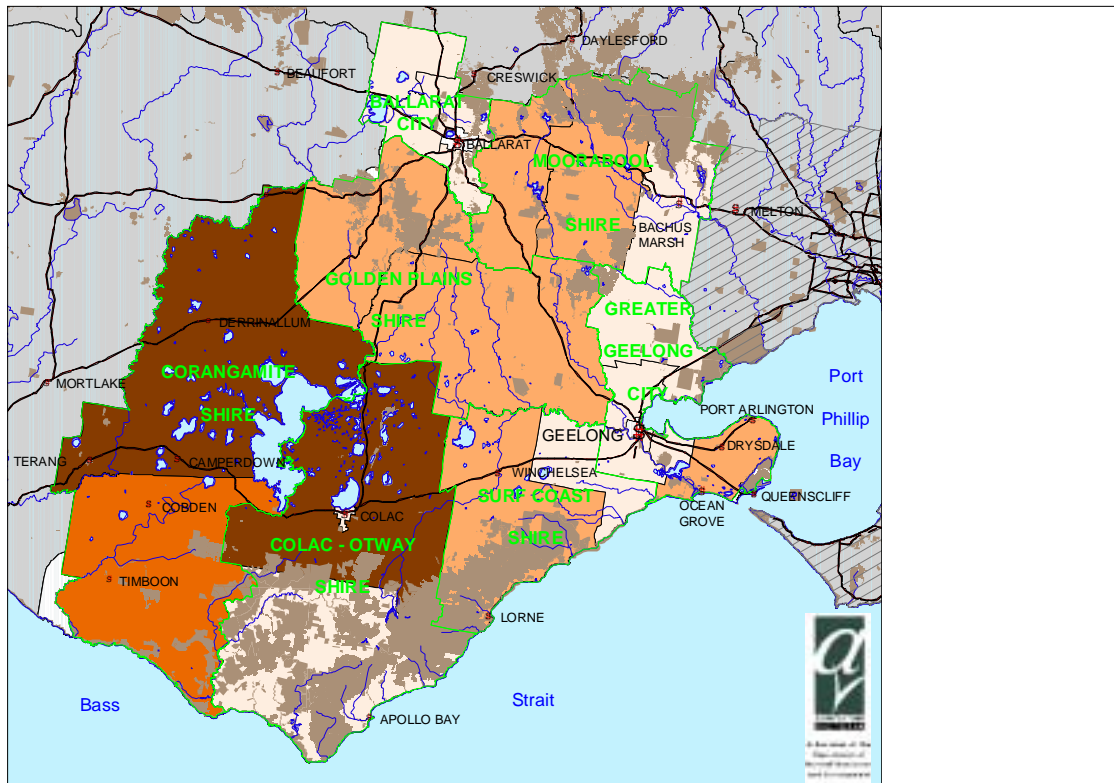 DAYLESFORD
BEAUFORT
CRESWICK
BALLARAT
CITY
BALLARAT
MOORABOOL
SHIRE
BACHUS
MARSH
MELTON
GOLDEN PLAINS
SHIRE
GREATER
GEELONG
CITY
DERRINALLUM
CORANGAMITE
SHIRE
MORTLAKE
Port
Phillip
Bay
PORT ARLINGTON
GEELONG
DRYSDALE
TERANG
CAMPERDOWN
WINCHELSEA
QUEENSCLIFF
OCEAN
GROVE
SURF COAST
SHIRE
COBDEN
COLAC
COLAC - OTWAY
SHIRE
TIMBOON
LORNE
Bass
Strait
APOLLO BAY